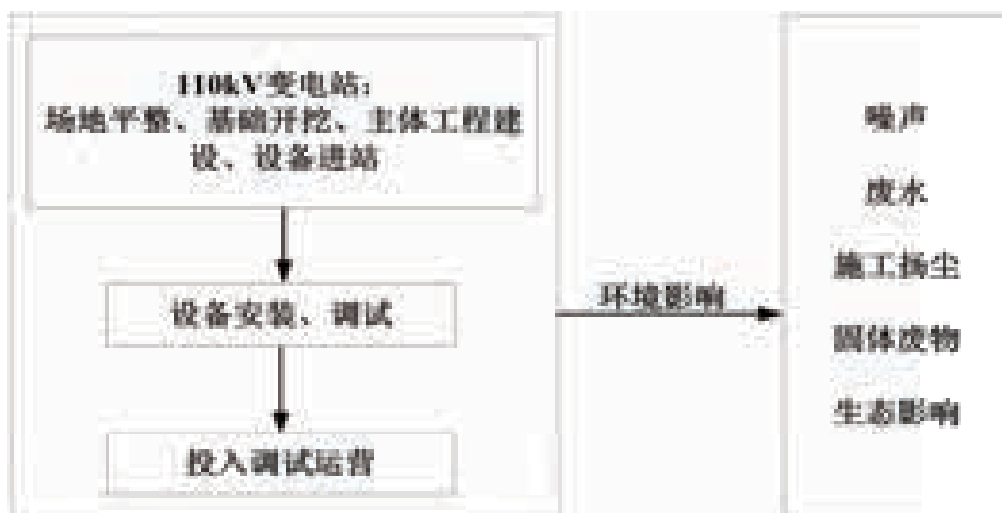 110kV变电站：
场地平整、基础开挖、主体工程建
设、设备进站
设备安装、调试
投入调试运营
环境影响
噪声
废水
施工扬尘
固体废物
生态影响